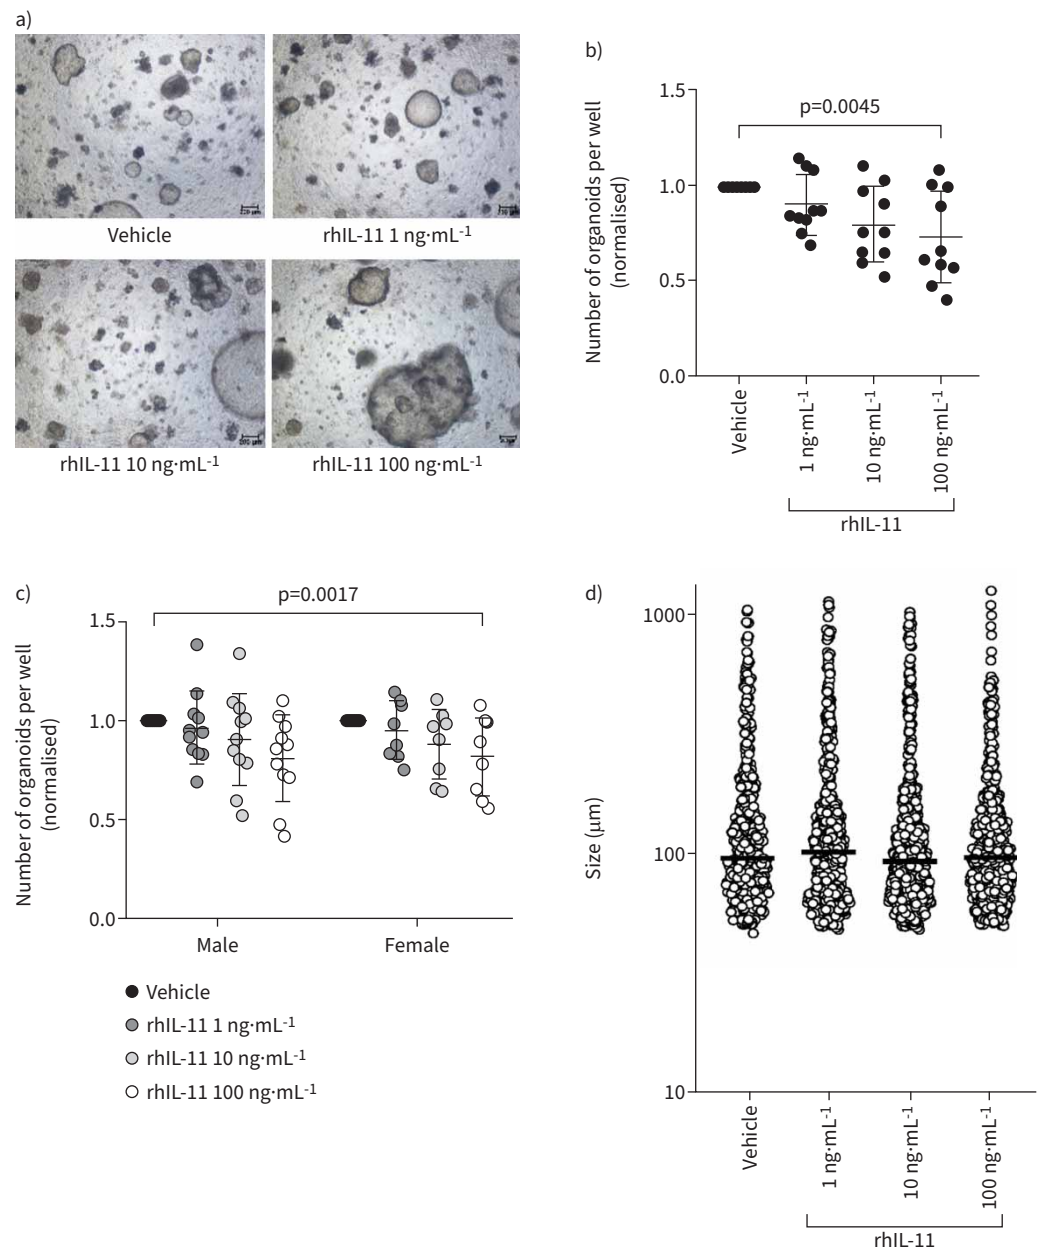 a)
Vehicle
rhIL-11 1 ng·mL-1
rhIL-11 10 ng·mL-1
rhIL-11 100 ng·mL-1
b)
Number of organoids per well
(normalised)
1.5
1.0
0.5
0.0
p=0.0045
Vehicle
1 ng·mL-1
10 ng·mL-1
100 ng·mL-1
rhIL-11
c)
Number of organoids per well
(normalised)
1.5
1.0
0.5
0.0
p=0.0017
Male
Female
Vehicle
rhIL-11 1 ng·mL-1
rhIL-11 10 ng·mL-1
rhIL-11 100 ng·mL-1
d)
Size (μm)
1000
100
10
Vehicle
1 ng·mL-1
10 ng·mL-1
100 ng·mL-1
rhIL-11